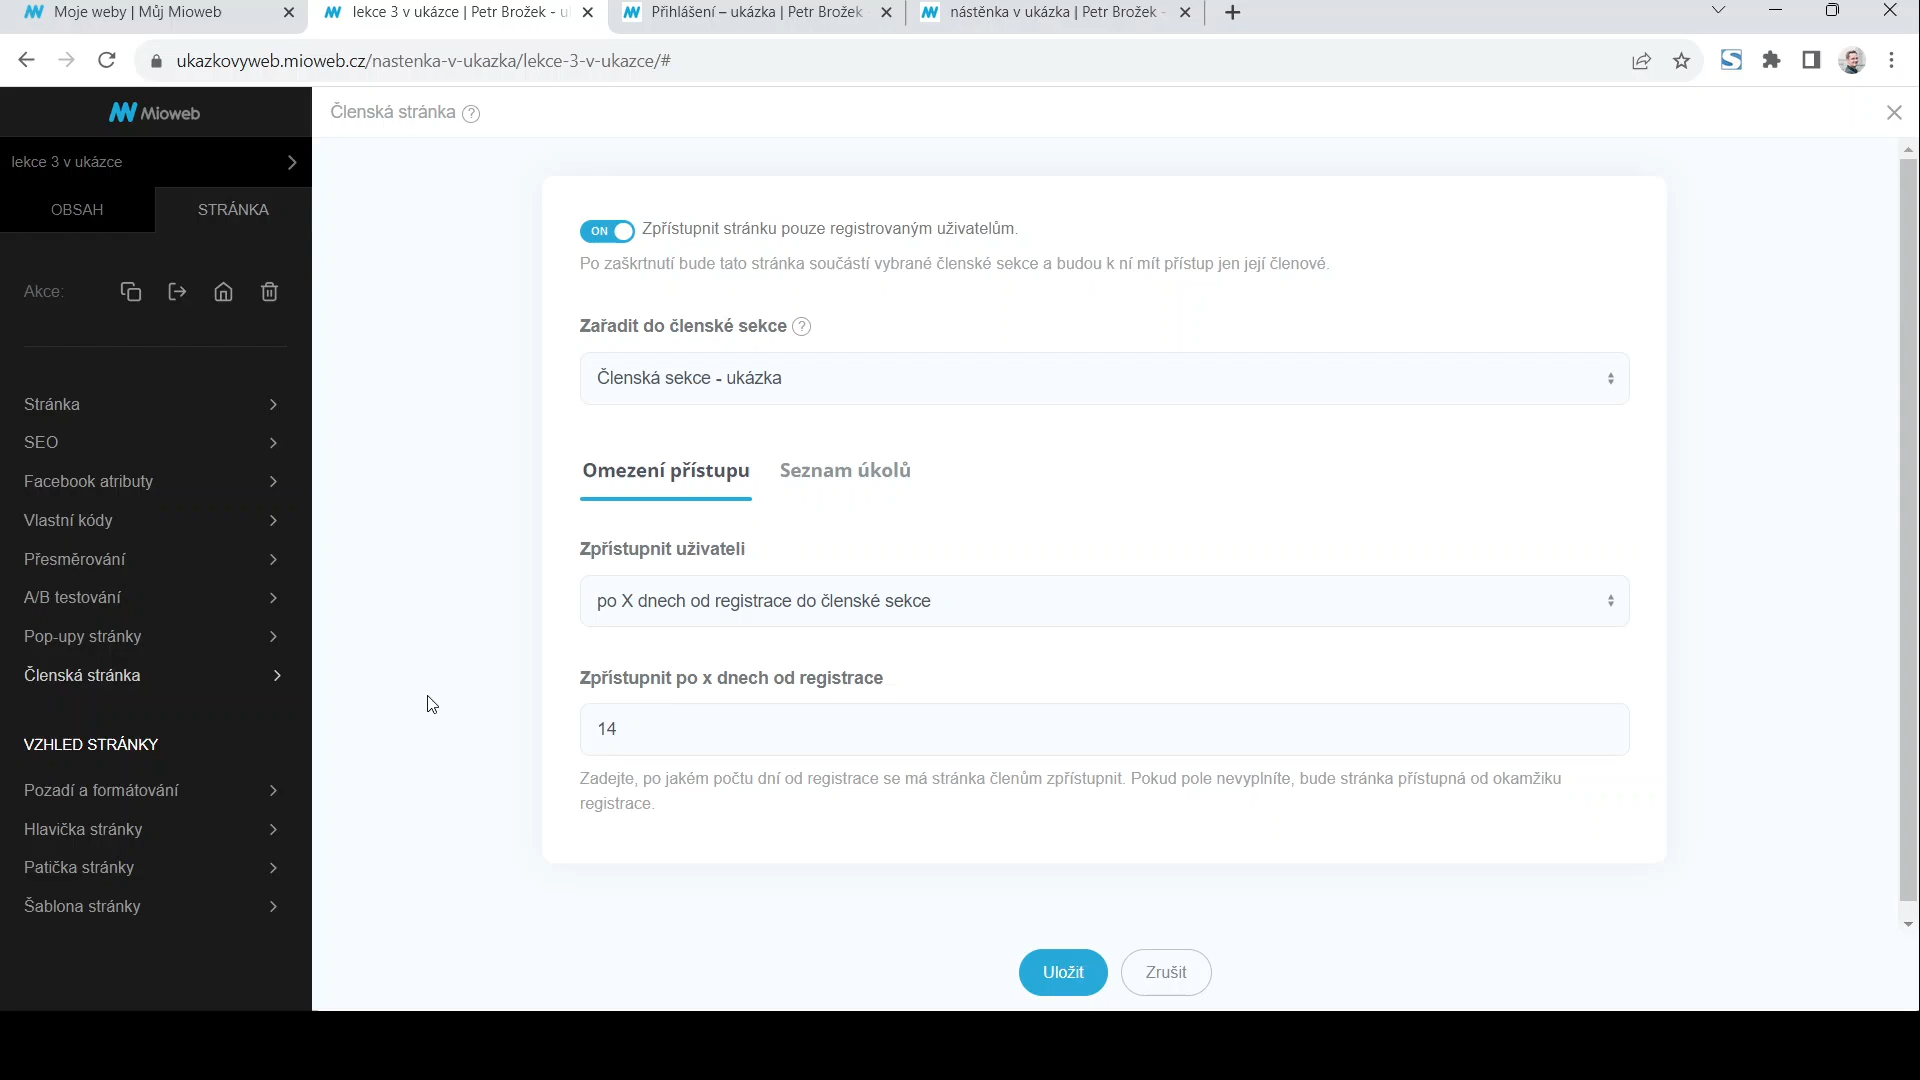 Moje weby | Můj Mioweb
lekce 3 v ukázce | Petr Brožek - u
Přihlášení – ukázka | Petr Brožek
nástěnka v ukázka | Petr Brožek -
ukazkovyweb.mioweb.cz/nastenka-v-ukazka/lekce-3-v-ukazce/#
Mioweb
Členská stránka ?
lekce 3 v ukázce
OBSAH
STRÁNKA
ON Zpřístupnit stránku pouze registrovaným uživatelům.
Po zaškrtnutí bude tato stránka součástí vybrané členské sekce a budou k ní mít přístup jen její členové.
Akce:
Zařadit do členské sekce ?
Členská sekce - ukázka
Stránka
SEO
Facebook atributy
Vlastní kódy
Přesměrování
A/B testování
Pop-upy stránky
Členská stránka
Omezení přístupu
Seznam úkolů
Zpřístupnit uživateli
po X dnech od registrace do členské sekce
Zpřístupnit po x dnech od registrace
14
Zadejte, po jakém počtu dní od registrace se má stránka členům zpřístupnit. Pokud pole nevyplníte, bude stránka přístupná od okamžiku
registrace.
VZHLED STRÁNKY
Pozadí a formátování
Hlavička stránky
Patička stránky
Šablona stránky
Uložit
Zrušit